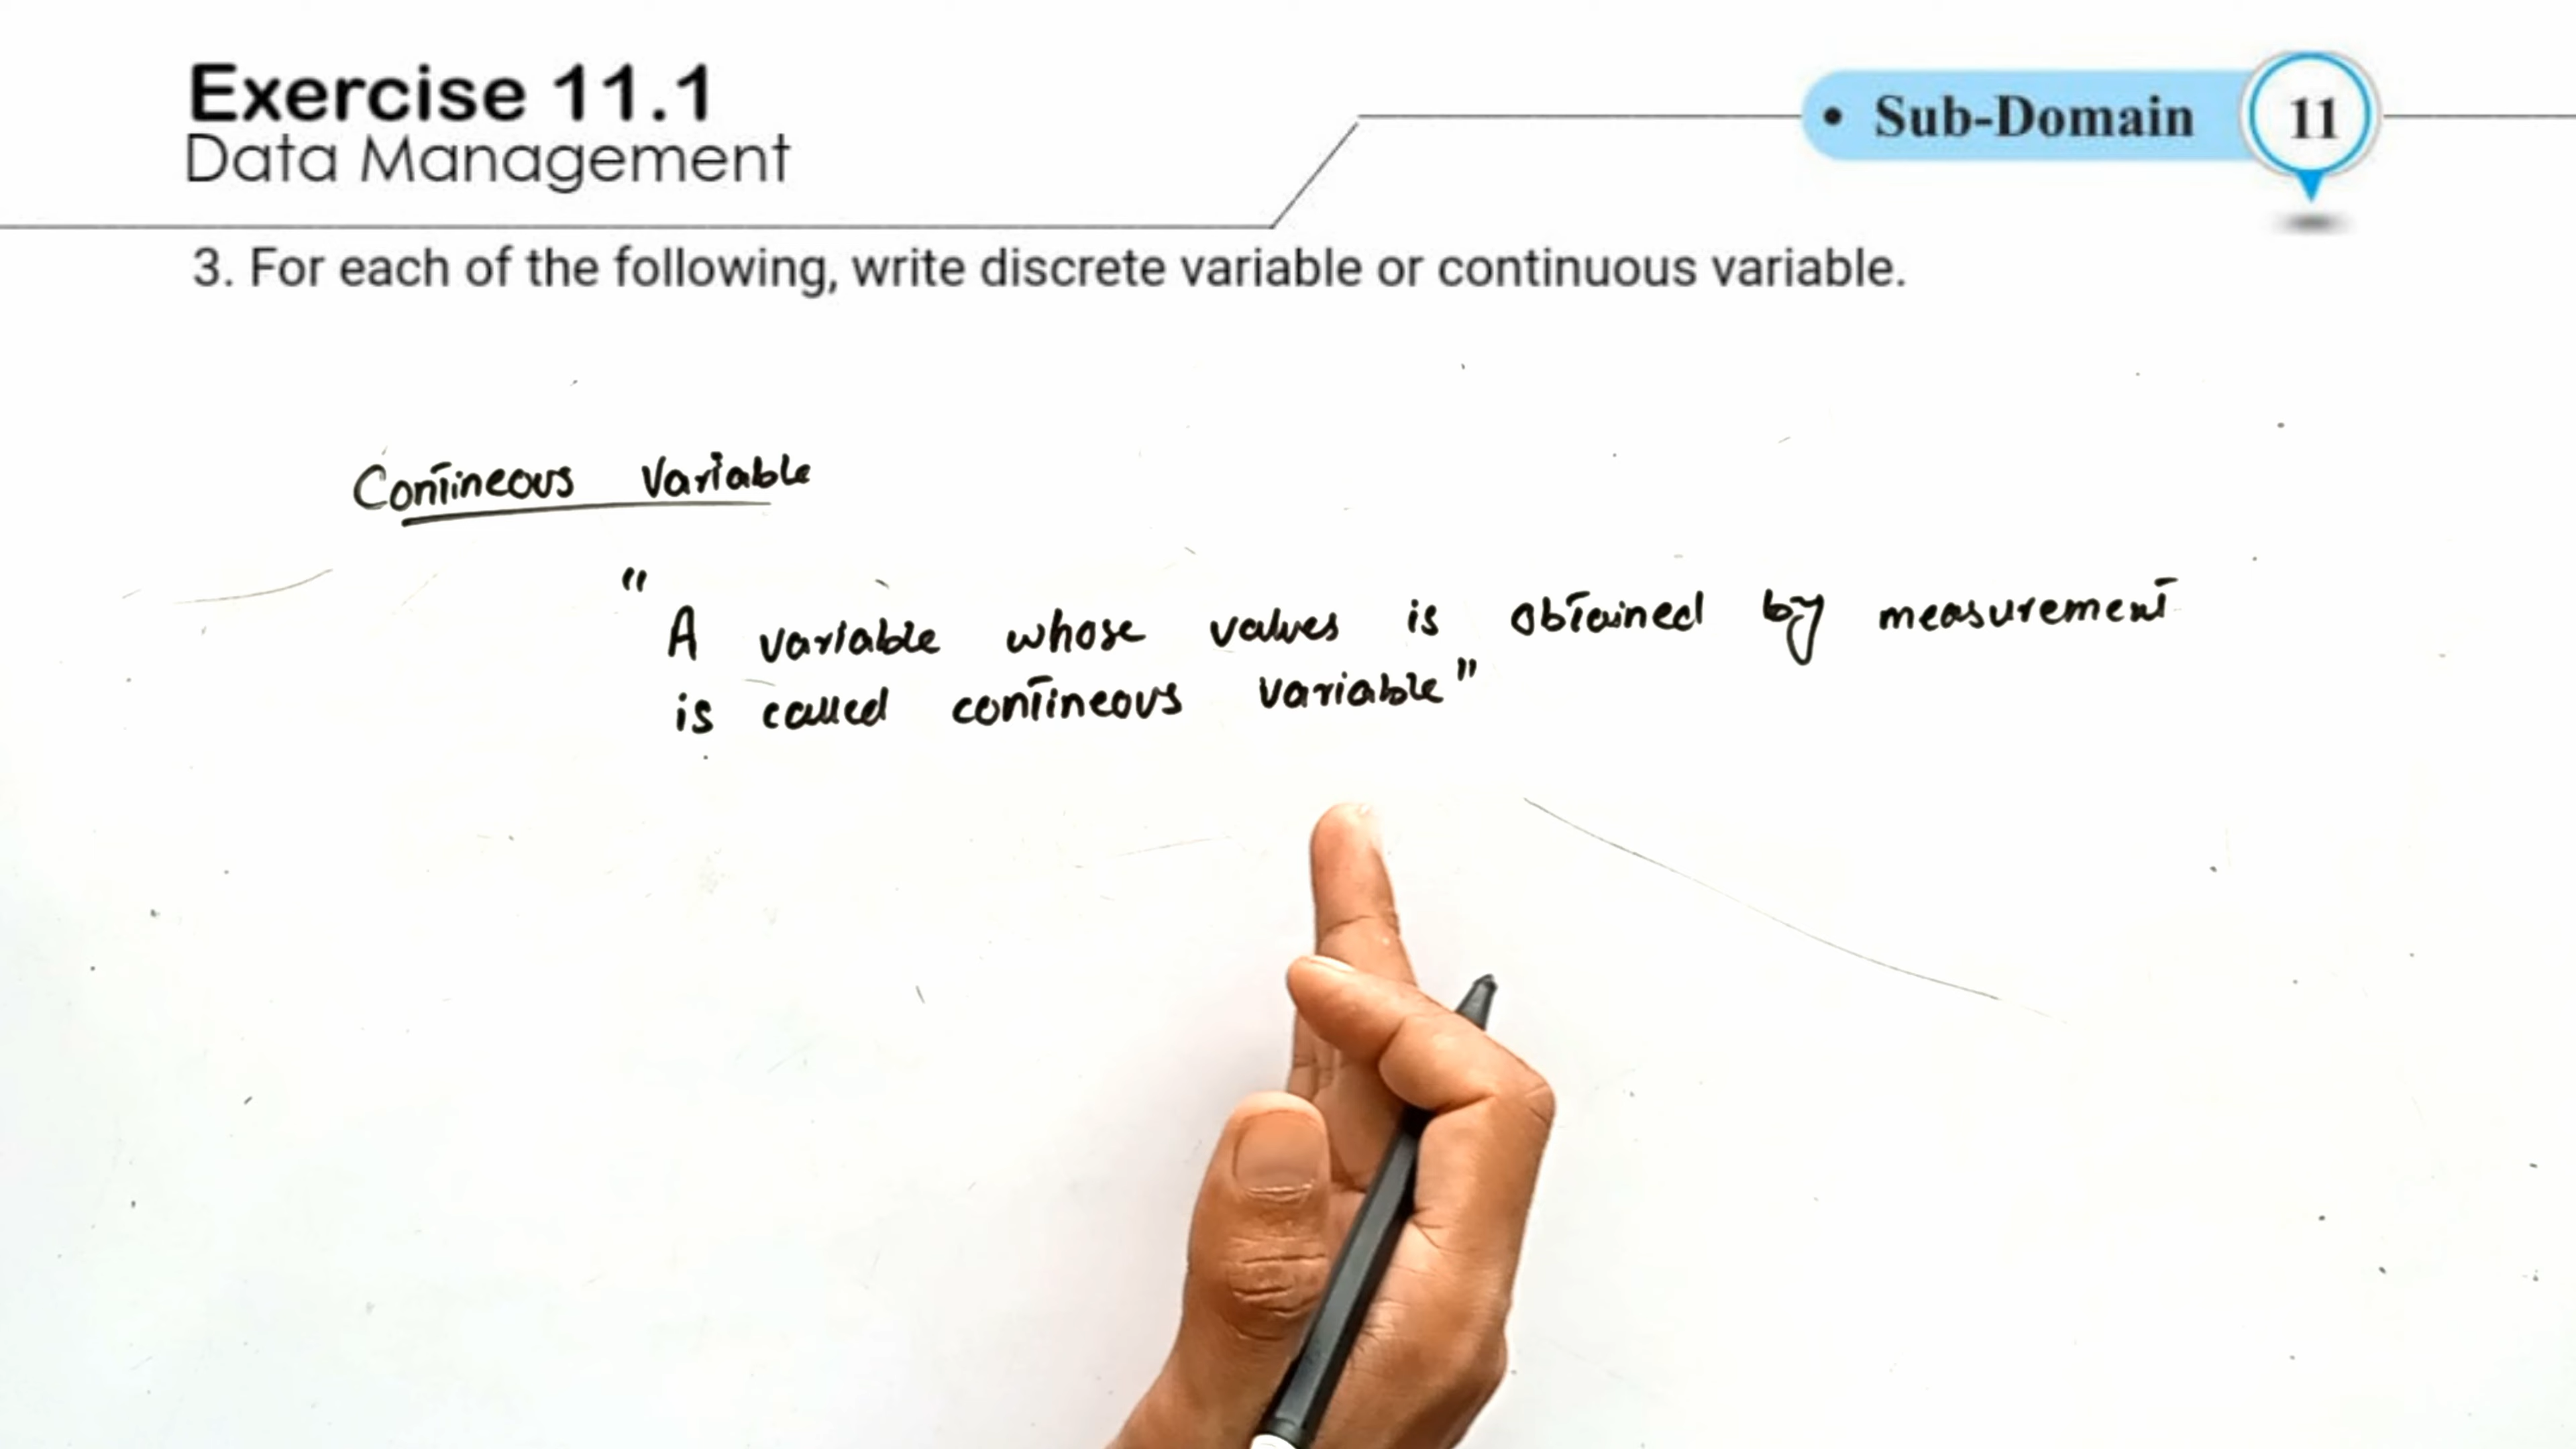 Exercise 11.1
Data Management
• Sub-Domain 11
3. For each of the following, write discrete variable or continuous variable.
Contineous Variable
"A variable whose values is obtained by measurement
is called contineous variable"